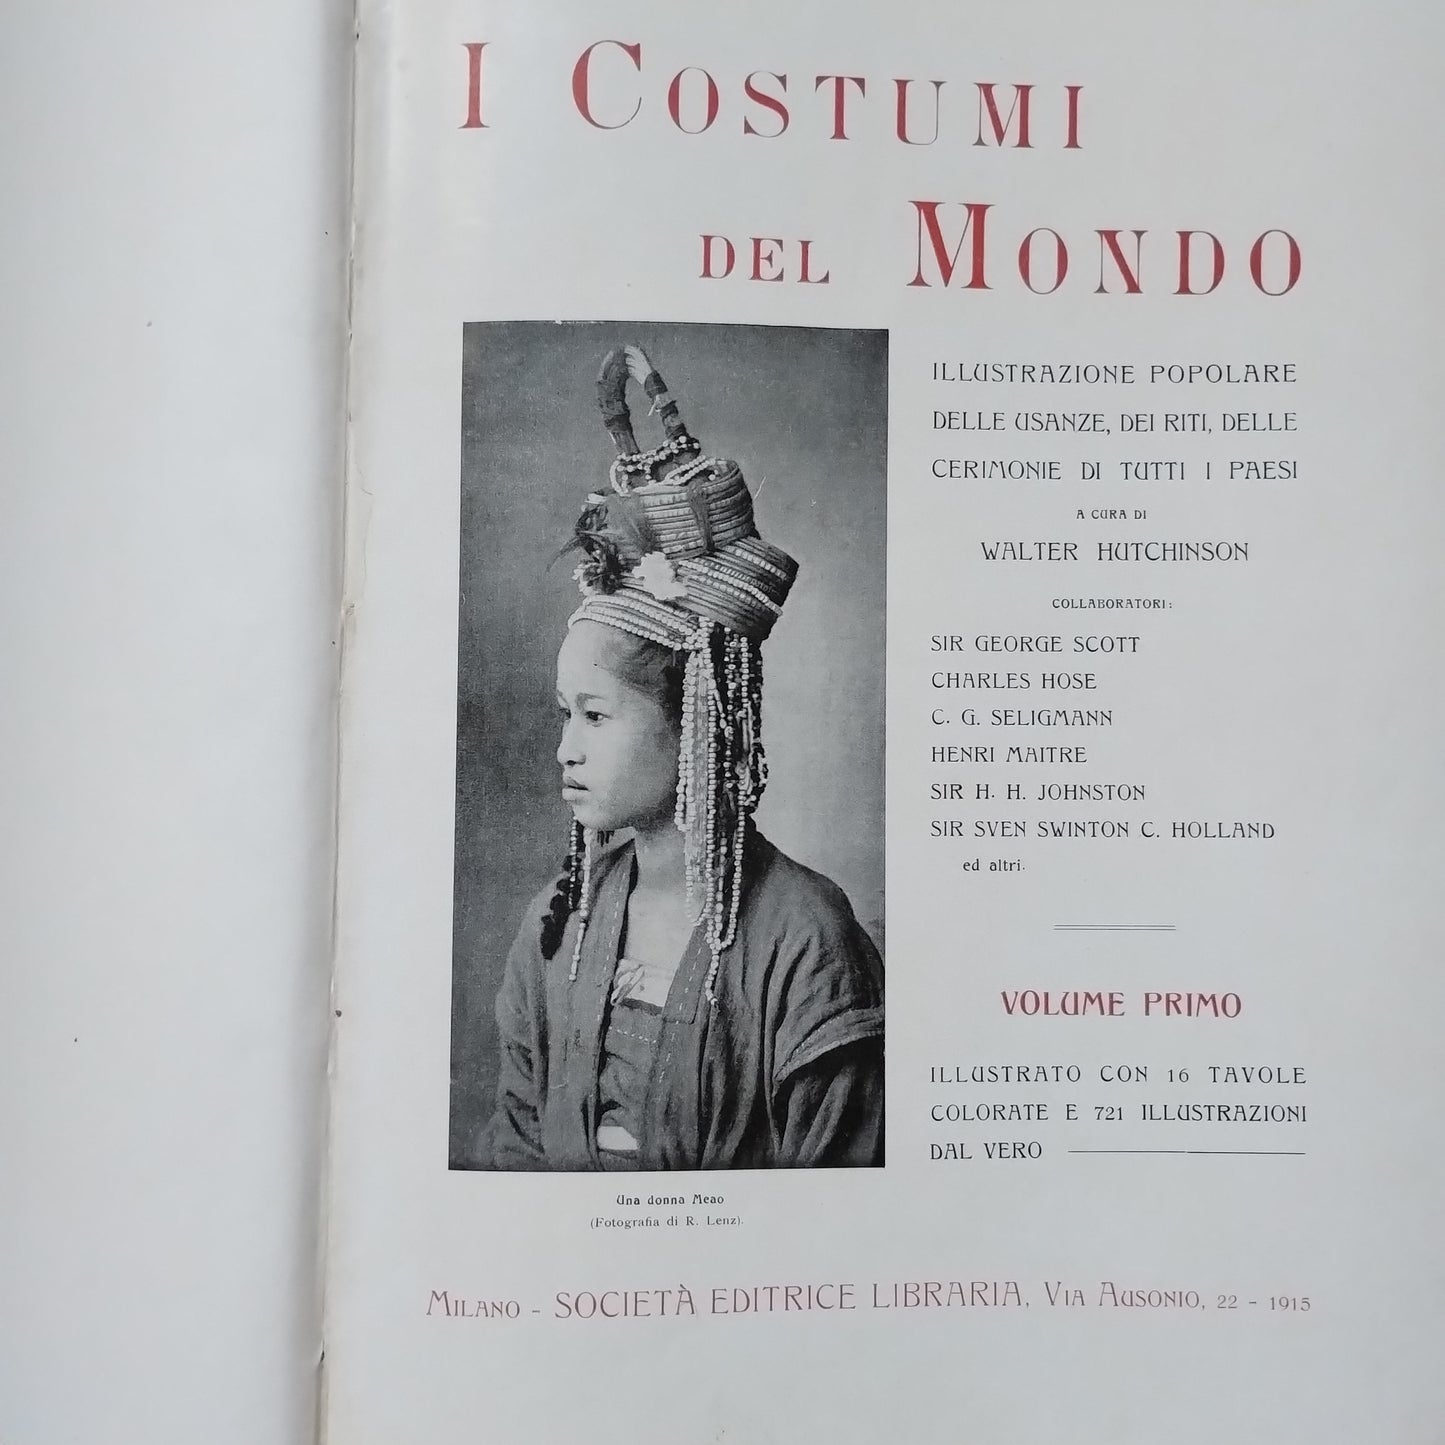 I COSTUMI
DEL MONDO
ILLUSTRAZIONE POPOLARE
DELLE USANZE, DEI RITI, DELLE
CERIMONIE DI TUTTI I PAESI
A CURA DI
WALTER HUTCHINSON
COLLABORATORI:
SIR GEORGE SCOTT
CHARLES HOSE
C. G. SELIGMANN
HENRI MAITRE
SIR H. H. JOHNSTON
SIR SVEN SWINTON C. HOLLAND
ed altri.
VOLUME PRIMO
ILLUSTRATO CON 16 TAVOLE
COLORATE E 721 ILLUSTRAZIONI
DAL VERO
Una donna Meao
(Fotografia di R. Lenz).
MILANO - SOCIETÀ EDITRICE LIBRARIA, VIA AUSONIO, 22 - 1915